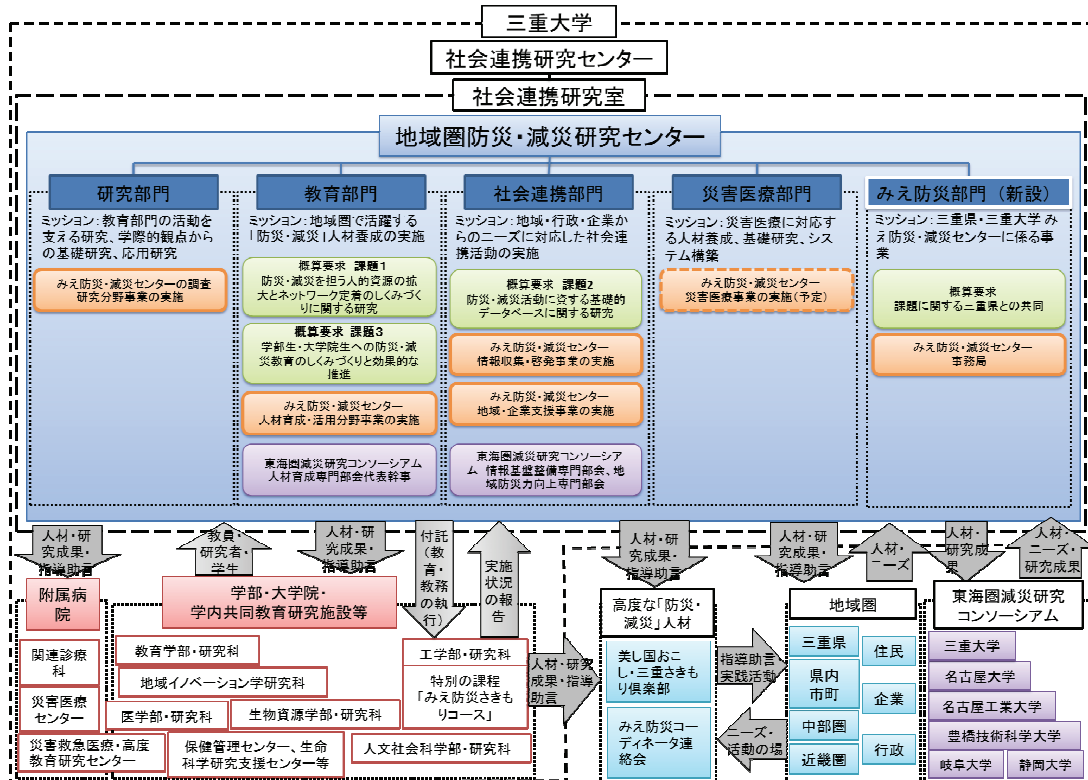 三重大学
社会連携研究センター
社会連携研究室
地域圏防災・減災研究センター
研究部門
ミッション:教育部門の活動を
支える研究、学際的観点から
の基礎研究、応用研究
みえ防災・減災センターの調査
研究分野事業の実施
教育部門
ミッション:地域圏で活躍する
「防災・減災」人材養成の実施
概算要求 課題1
防災・減災を担う人的資源の拡
大とネットワーク定着のしくみづく
りに関する研究
概算要求 課題3
学部生・大学院生への防災・減
災教育のしくみづくりと効果的な
推進
みえ防災・減災センター
人材育成・活用分野事業の実施
東海圏減災研究コンソーシアム
人材育成専門部会代表幹事
社会連携部門
ミッション:地域・行政・企業か
らのニーズに対応した社会連
携活動の実施
概算要求 課題2
防災・減災活動に資する基礎的
データベースに関する研究
みえ防災・減災センター
情報収集・啓発事業の実施
みえ防災・減災センター
地域・企業支援事業の実施
東海圏減災研究コンソーシア
ム 情報基盤整備専門部会、地
域防災力向上専門部会
災害医療部門
ミッション:災害医療に対応す
る人材養成、基礎研究、シス
テム構築
みえ防災・減災センター
災害医療事業の実施(予定)
みえ防災部門(新設)
ミッション:三重県・三重大学 み
え防災・減災センターに係る事
業
概算要求
課題に関する三重県との共同
みえ防災・減災センター
事務局
人材・研
究成果・
指導助言
教員・
研究者・
学生
人材・研
究成果・
指導助言
付託
(教
育・
教務
の執
行)
実施
状況
の報
告
人材・研
究成果・
指導助言
人材・研
究成果・
指導助言
人材・
ニーズ
人材・
研究成
果
人材・
ニーズ・
研究成果
附属病
院
関連診療
科
災害医療
センター
災害救急医療・高度
教育研究センター
学部・大学院・
学内共同教育研究施設等
教育学部・研究科
地域イノベーション学研究科
医学部・研究科
生物資源学部・研究科
保健管理センター、生命
科学研究支援センター等
工学部・研究科
特別の課程
「みえ防災さきも
りコース」
人文社会科学部・研究科
人材・研究
成果・指導
助言
高度な「防災・
減災」人材
美し国おこ
し・三重さきも
り倶楽部
みえ防災コー
ディネータ連
絡会
指導助言
実践活動
ニーズ・
活動の場
地域圏
三重県
県内
市町
中部圏
近畿圏
住民
企業
行政
東海圏減災研究
コンソーシアム
三重大学
名古屋大学
名古屋工業大学
豊橋技術科学大学
岐阜大学
静岡大学